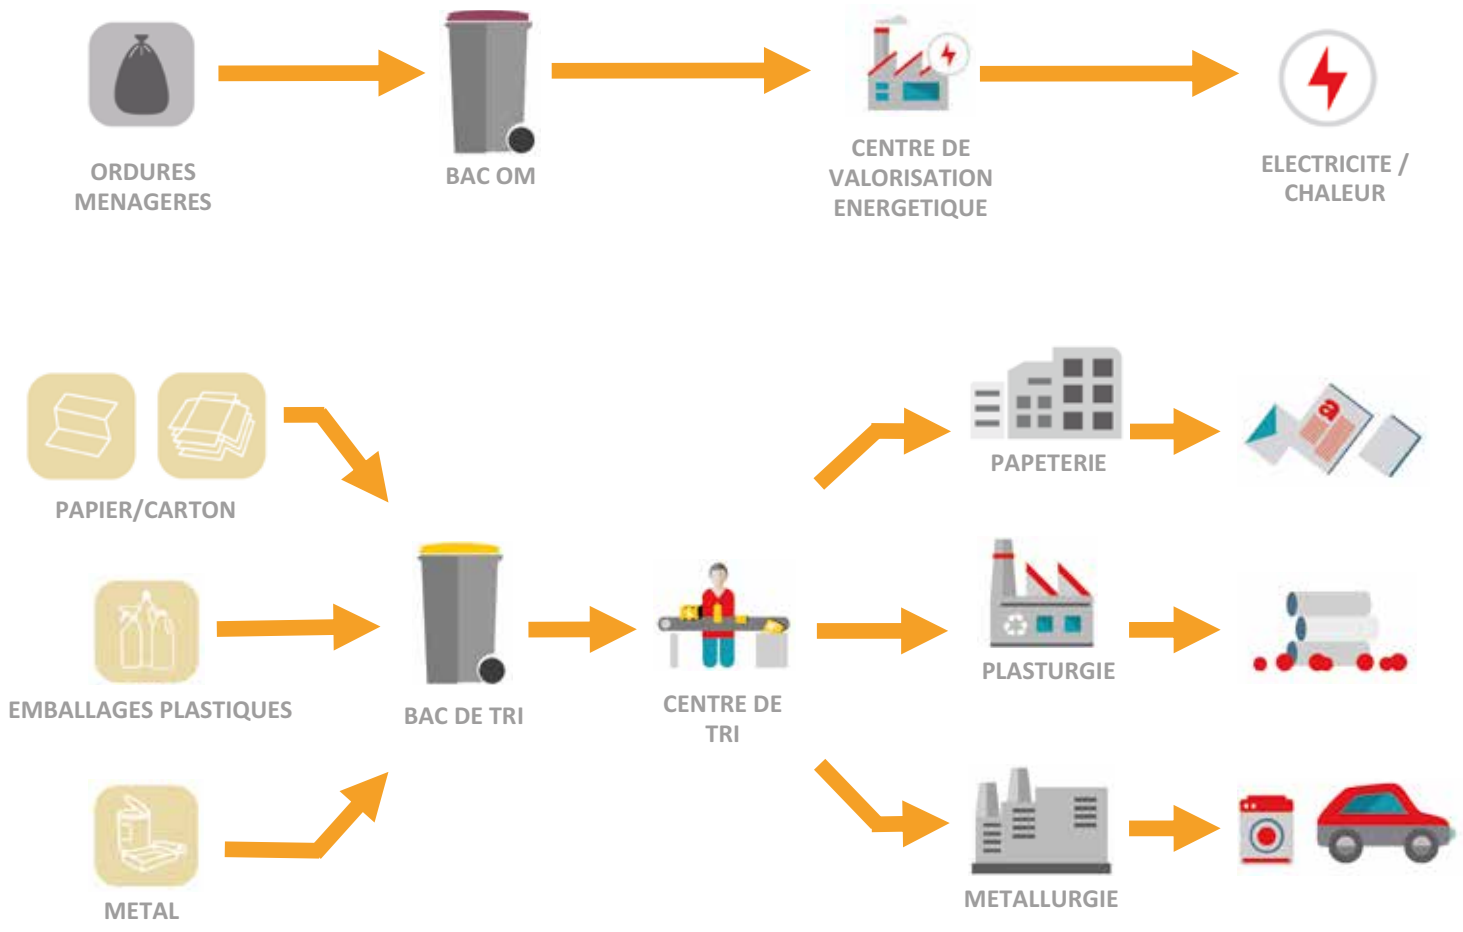 ORDURES
MENAGERES
BAC OM
CENTRE DE
VALORISATION
ENERGETIQUE
ELECTRICITE /
CHALEUR
PAPIER/CARTON
PAPETERIE
a
EMBALLAGES PLASTIQUES
BAC DE TRI
CENTRE DE
TRI
PLASTURGIE
METAL
METALLURGIE